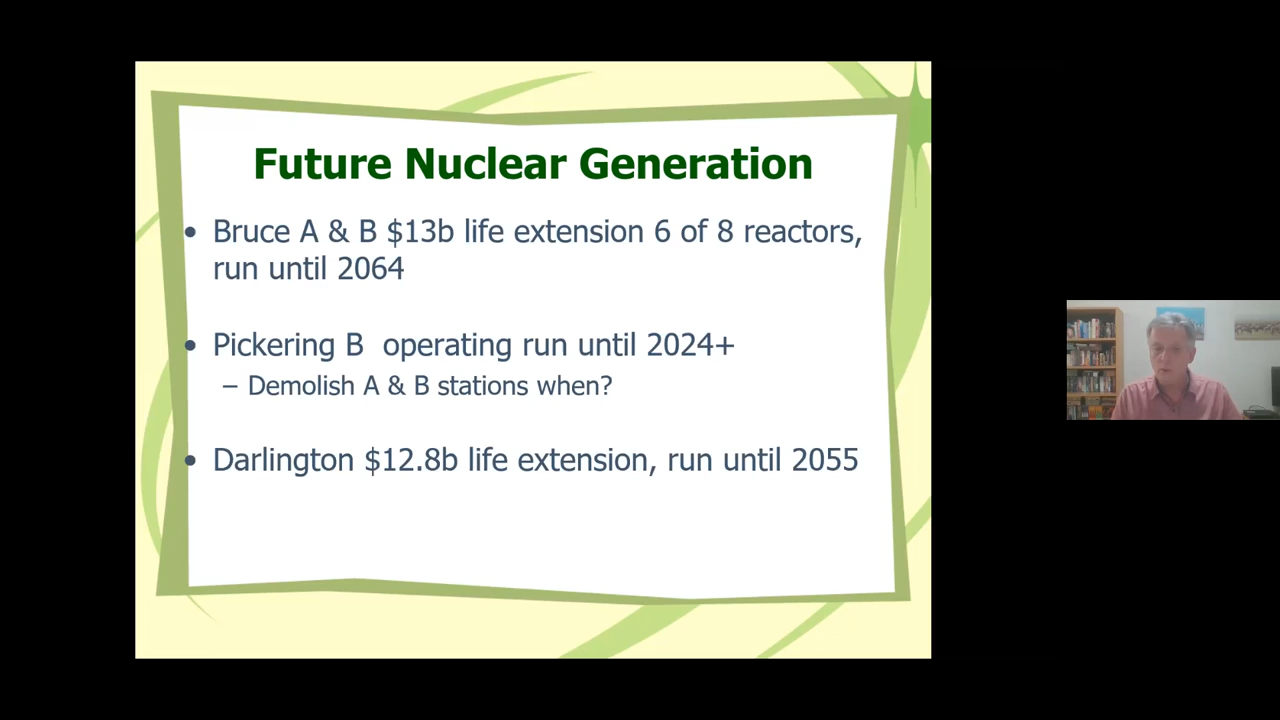 Future Nuclear Generation
• Bruce A & B $13b life extension 6 of 8 reactors,
run until 2064
• Pickering B  operating run until 2024+
– Demolish A & B stations when?
• Darlington $12.8b life extension, run until 2055